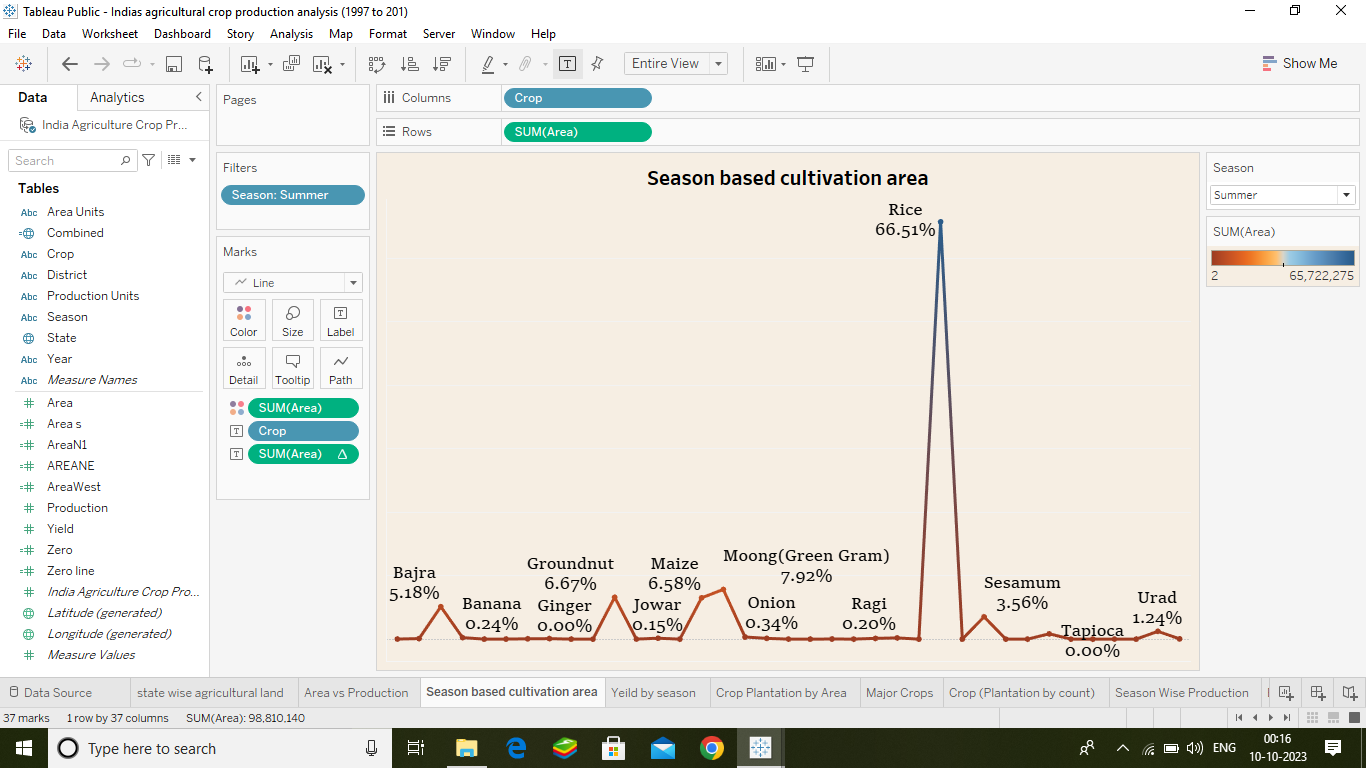 Tableau Public - Indias agricultural crop production analysis (1997 to 201)
File Data Worksheet Dashboard Story Analysis Map Format Server Window Help
Entire View
Show Me
Data Analytics
India Agriculture Crop Pr...
Search
Tables
Abc Area Units
Combined
Abc Crop
Abc District
Abc Production Units
Abc Season
State
Abc Year
Abc Measure Names
Area
Area s
AreaN1
AREANE
AreaWest
Production
Yield
Zero
Zero line
India Agriculture Crop Pro...
Latitude (generated)
Longitude (generated)
Measure Values
Pages
Filters
Season: Summer
Marks
Line
Color Size Label
Detail Tooltip Path
SUM(Area)
Crop
SUM(Area)
Columns Crop
Rows SUM(Area)
Season based cultivation area
Rice
66.51%
Bajra
5.18%
Banana
0.24%
Groundnut
6.67%
Ginger
0.00%
Maize
6.58%
Jowar
0.15%
Moong(Green Gram)
7.92%
Onion
0.34%
Ragi
0.20%
Sesamum
3.56%
Tapioca
0.00%
Urad
1.24%
Season
Summer
SUM(Area)
2 65,722,275
Data Source state wise agricultural land Area vs Production Season based cultivation area Yeild by season Crop Plantation by Area Major Crops Crop (Plantation by count) Season Wise Production
37 marks 1 row by 37 columns SUM(Area): 98,810,140
Type here to search
ENG
00:16
10-10-2023